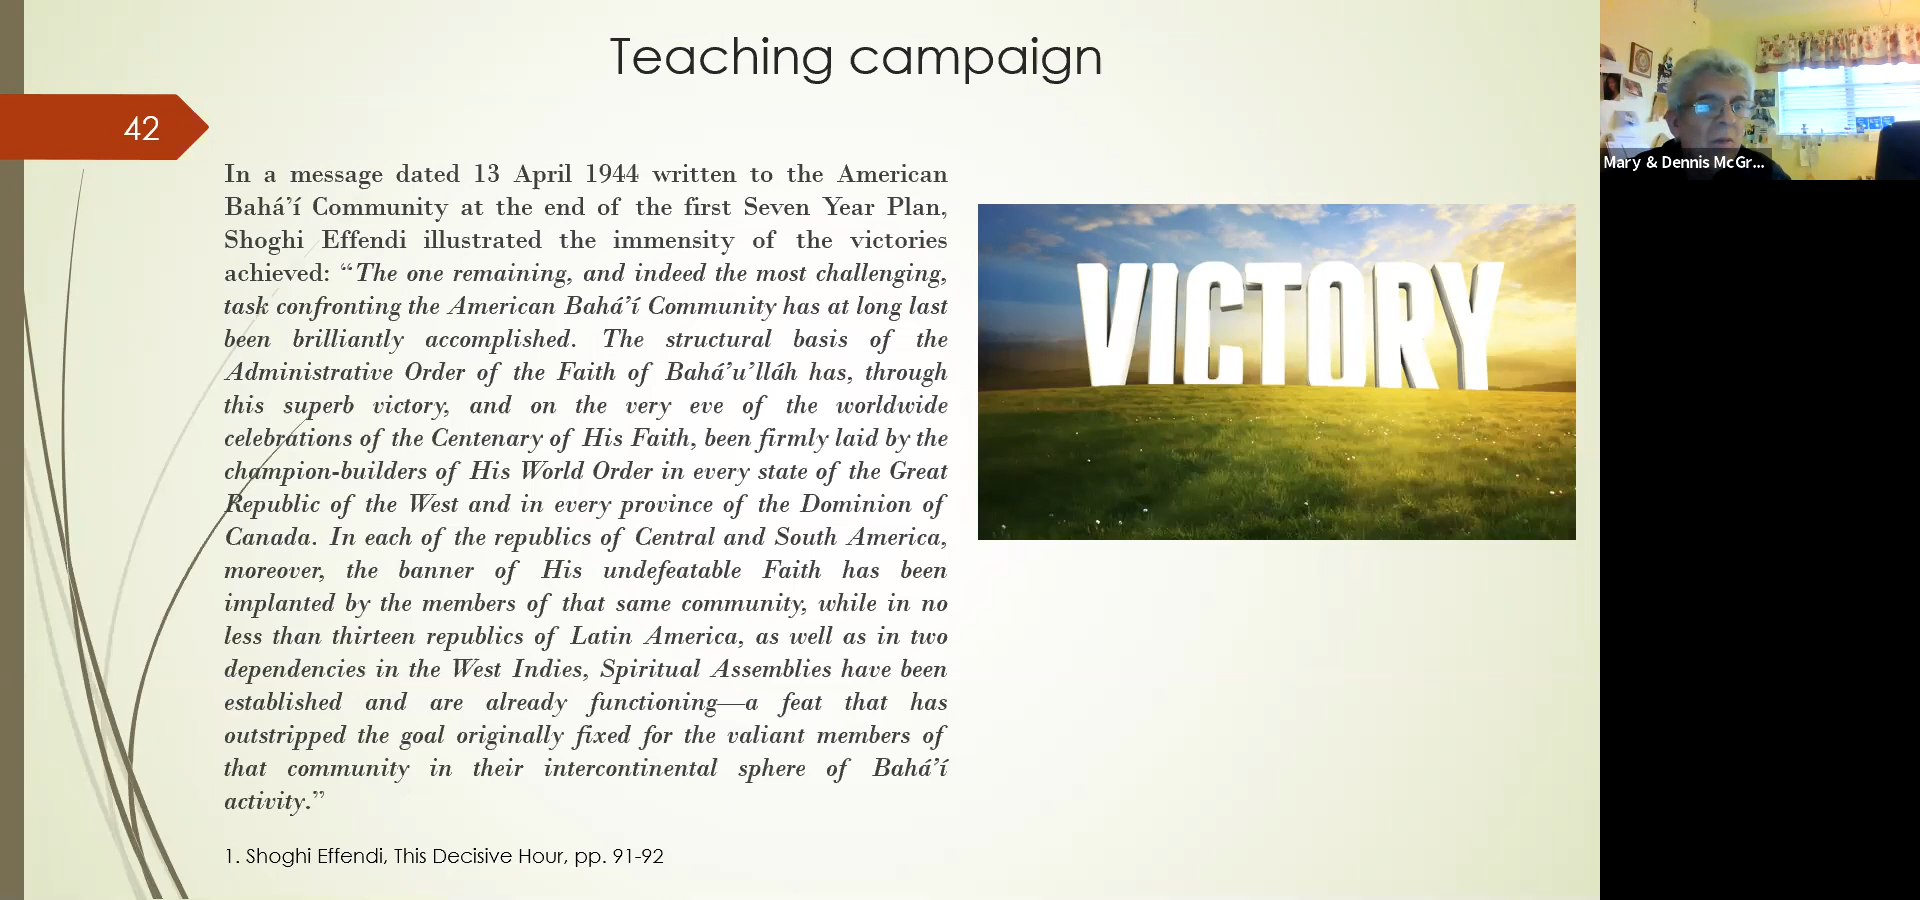 Teaching campaign
42
In a message dated 13 April 1944 written to the American
Bahá’í Community at the end of the first Seven Year Plan,
Shoghi Effendi illustrated the immensity of the victories
achieved: “The one remaining, and indeed the most challenging,
task confronting the American Bahá’í Community has at long last
been brilliantly accomplished. The structural basis of the
Administrative Order of the Faith of Bahá’u’lláh has, through
this superb victory, and on the very eve of the worldwide
celebrations of the Centenary of His Faith, been firmly laid by the
champion-builders of His World Order in every state of the Great
Republic of the West and in every province of the Dominion of
Canada. In each of the republics of Central and South America,
moreover, the banner of His undefeatable Faith has been
implanted by the members of that same community, while in no
less than thirteen republics of Latin America, as well as in two
dependencies in the West Indies, Spiritual Assemblies have been
established and are already functioning—a feat that has
outstripped the goal originally fixed for the valiant members of
that community in their intercontinental sphere of Bahá’í
activity.”
1. Shoghi Effendi, This Decisive Hour, pp. 91-92
VICTORY
Mary & Dennis McGr...